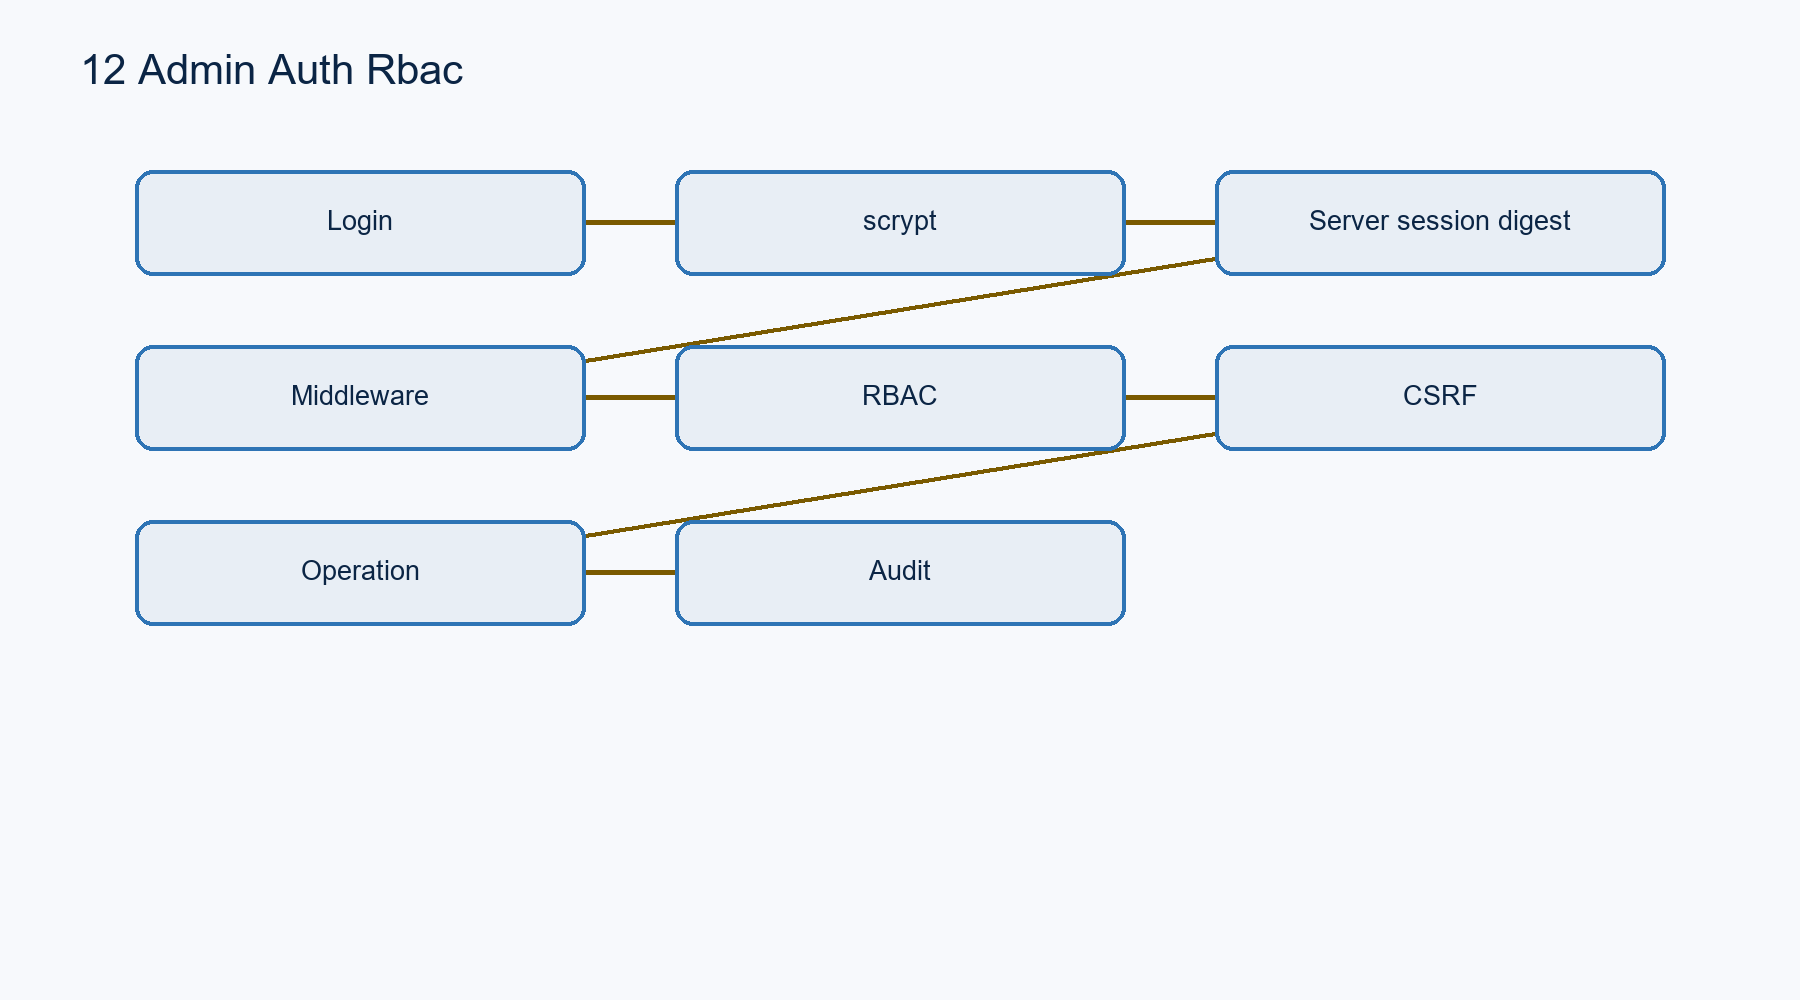 12 Admin Auth Rbac
Login
scrypt
Server session digest
Middleware
RBAC
CSRF
Operation
Audit